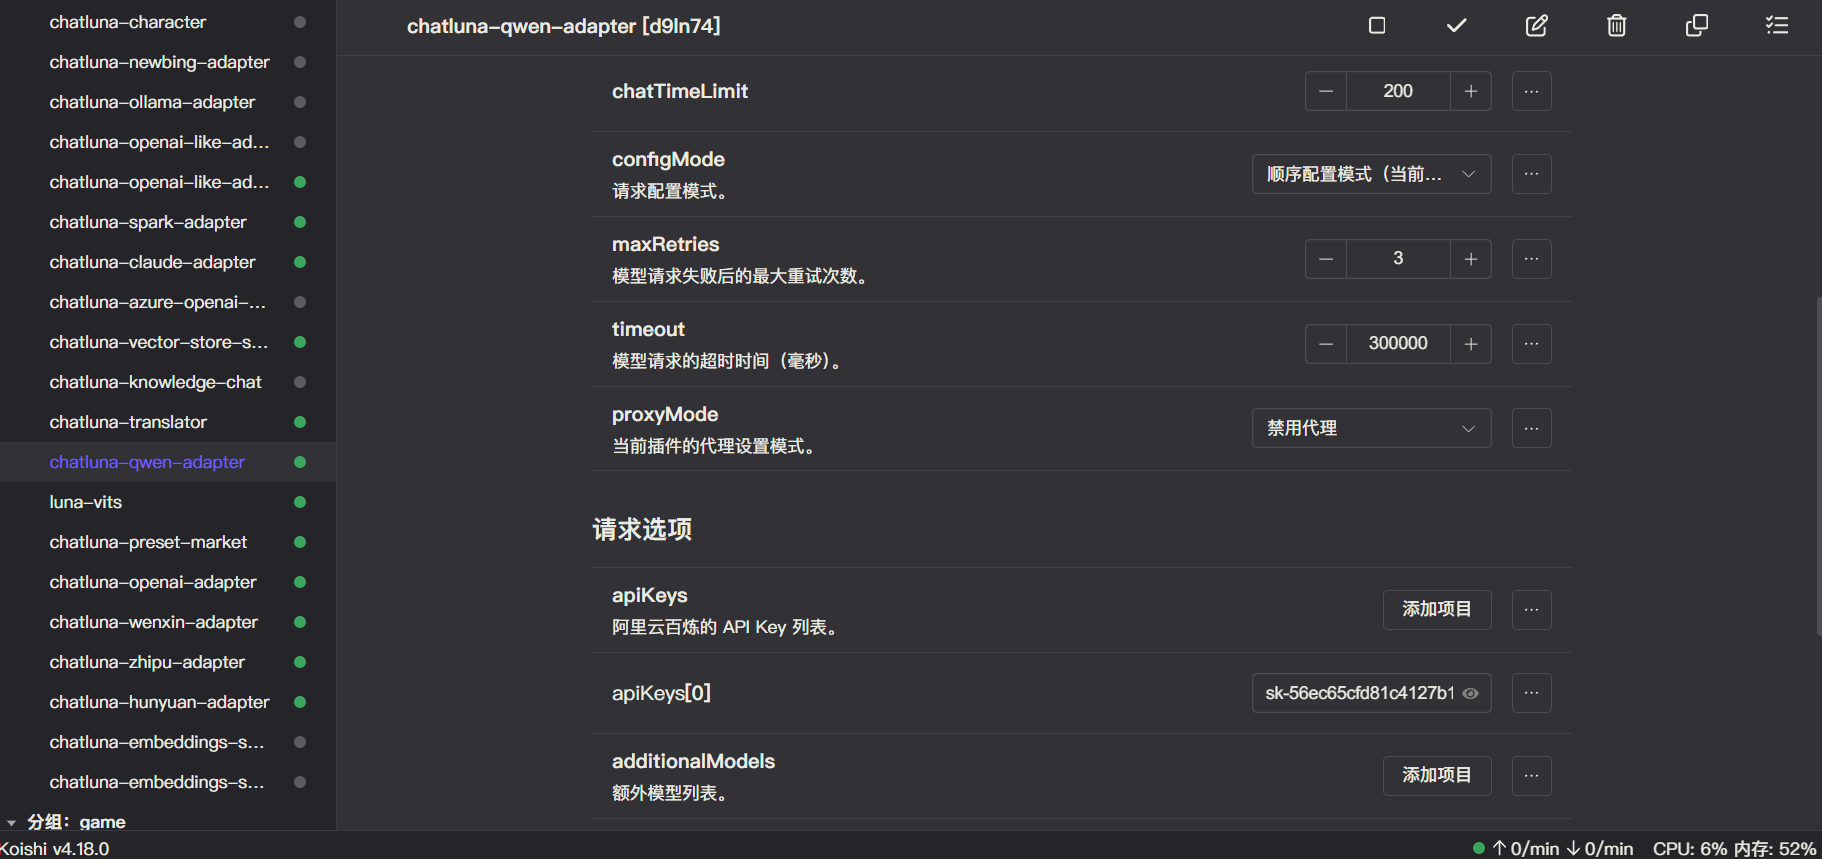 chatluna-character
chatluna-newbing-adapter
chatluna-ollama-adapter
chatluna-openai-like-ad...
chatluna-openai-like-ad...
chatluna-spark-adapter
chatluna-claude-adapter
chatluna-azure-openai-...
chatluna-vector-store-s...
chatluna-knowledge-chat
chatluna-translator
chatluna-qwen-adapter
luna-vits
chatluna-preset-market
chatluna-openai-adapter
chatluna-wenxin-adapter
chatluna-zhipu-adapter
chatluna-hunyuan-adapter
chatluna-embeddings-s...
chatluna-embeddings-s...
分组：game
chatluna-qwen-adapter [d9ln74]
chatTimeLimit
200
configMode
请求配置模式。
顺序配置模式（当前...
maxRetries
模型请求失败后的最大重试次数。
3
timeout
模型请求的超时时间（毫秒）。
300000
proxyMode
当前插件的代理设置模式。
禁用代理
请求选项
apiKeys
阿里云百炼的 API Key 列表。
添加项目
apiKeys[0]
sk-56ec65cfd81c4127b1
additionalModels
额外模型列表。
添加项目
Koishi v4.18.0
↑ 0/min ↓ 0/min CPU: 6% 内存: 52%